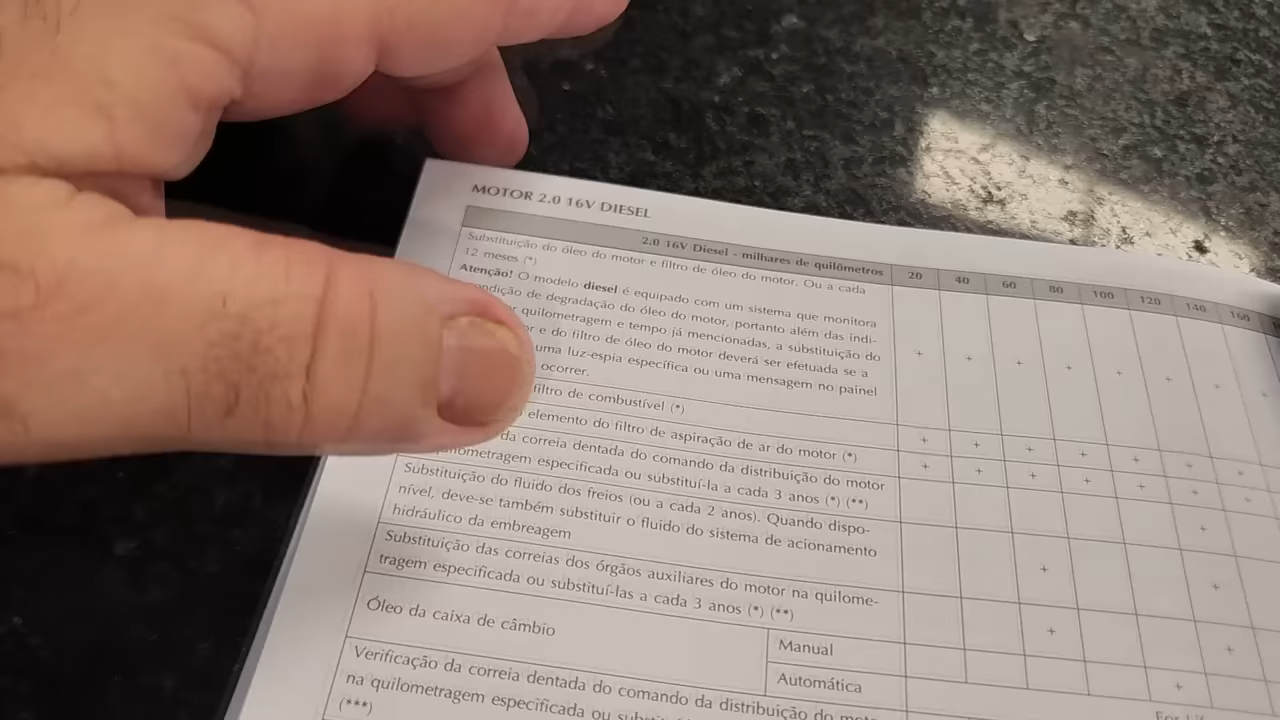 MOTOR 2.0 16V DIESEL
2.0 16V Diesel - milhares de quilômetros 20 40 60 80 100 120 140 160
Substituição do óleo do motor e filtro de óleo do motor. Ou a cada
12 meses (*)
Atenção! O modelo diesel é equipado com um sistema que monitora
condição de degradação do óleo do motor, portanto além das indi-
quilometragem e tempo já mencionadas, a substituição do
e do filtro de óleo do motor deverá ser efetuada se a
uma luz-espia específica ou uma mensagem no painel
ocorrer.
+ + + + + + + +
filtro de combustível (*) + + + + + + +
elemento do filtro de aspiração de ar do motor (*) + + + + + + +
da correia dentada do comando da distribuição do motor
quilometragem especificada ou substituí-la a cada 3 anos (*) (**) +
Substituição do fluido dos freios (ou a cada 2 anos). Quando dispo-
nível, deve-se também substituir o fluido do sistema de acionamento
hidráulico da embreagem + +
Substituição das correias dos órgãos auxiliares do motor na quilome-
tragem especificada ou substituí-las a cada 3 anos (*) (**) + +
Óleo da caixa de câmbio
Manual +
Automática
Verificação da correia dentada do comando da distribuição do
na quilometragem especificada ou
(***)